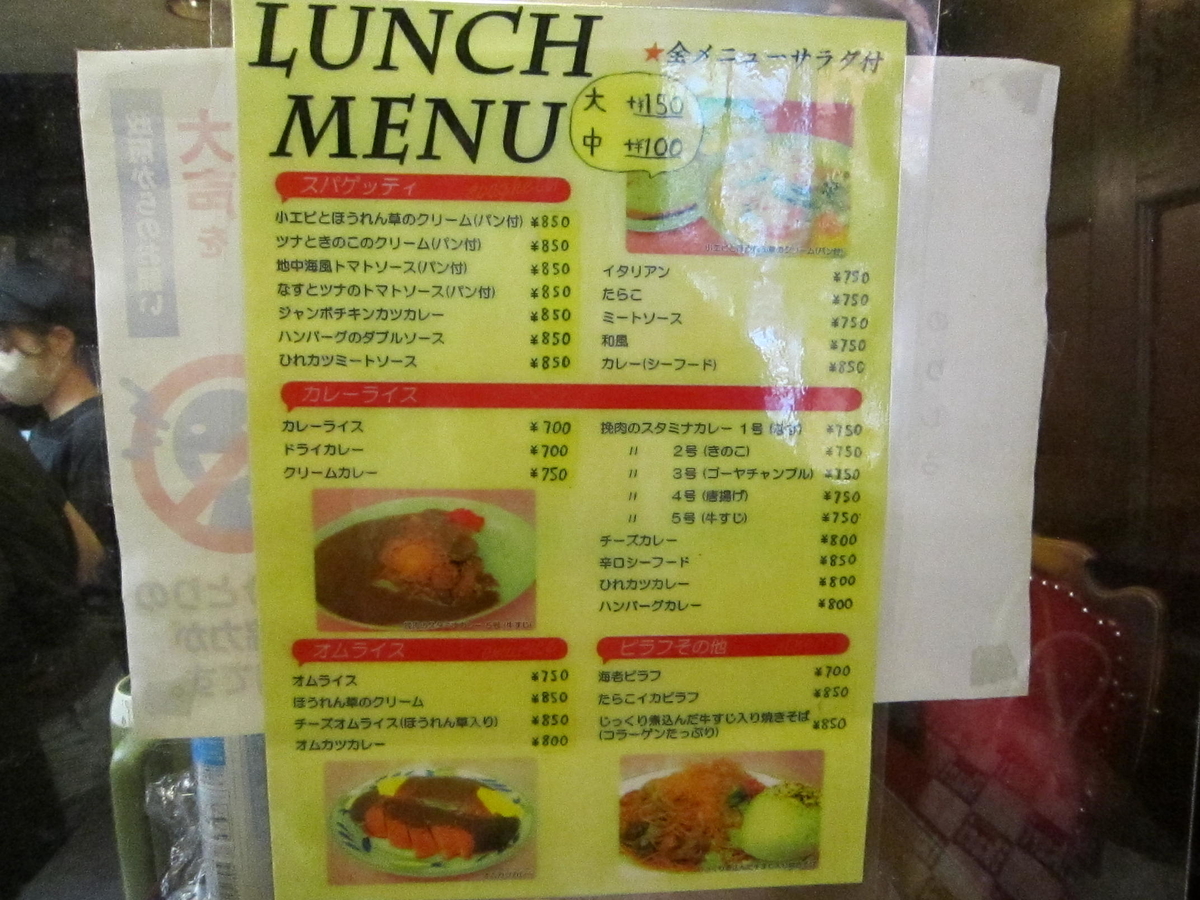 LUNCH
MENU
★全メニューサラダ付
大 +¥150
中 +¥100
スパゲッティ
小エビとほうれん草のクリーム(パン付) ¥850
ツナときのこのクリーム(パン付) ¥850
地中海風トマトソース(パン付) ¥850
なすとツナのトマトソース(パン付) ¥850
ジャンボチキンカツカレー ¥850
ハンバーグのダブルソース ¥850
ひれカツミートソース ¥850
イタリアン ¥750
たらこ ¥750
ミートソース ¥750
和風 ¥750
カレー(シーフード) ¥850
カレーライス
カレーライス ¥700
ドライカレー ¥700
クリームカレー ¥750
挽肉のスタミナカレー 1号 (なす) ¥750
〃 2号 (きのこ) ¥750
〃 3号 (ゴーヤチャンプル) ¥750
〃 4号 (唐揚げ) ¥750
〃 5号 (牛すじ) ¥750
チーズカレー ¥800
辛口シーフード ¥850
ひれカツカレー ¥800
ハンバーグカレー ¥800
オムライス
オムライス ¥750
ほうれん草のクリーム ¥850
チーズオムライス(ほうれん草入り) ¥850
オムカツカレー ¥800
ピラフその他
海老ピラフ ¥700
たらこイカピラフ ¥850
じっくり煮込んだ牛すじ入り焼きそば ¥850
(コラーゲンたっぷり)
大声を